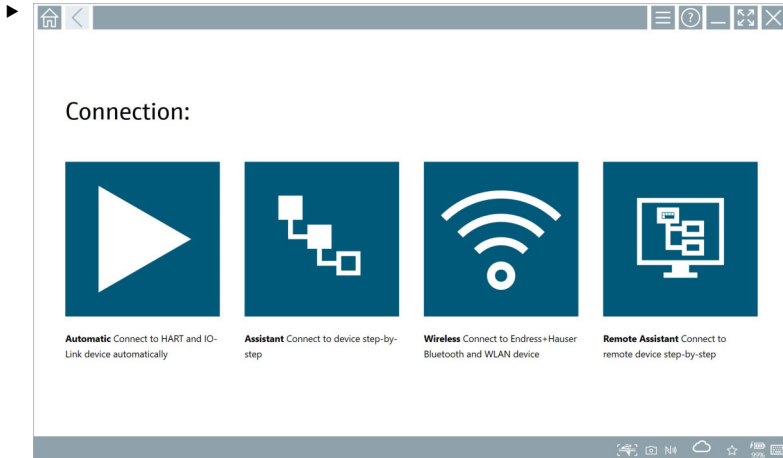 Connection:
Automatic Connect to HART and IO-
Link device automatically
Assistant Connect to device step-by-
step
Wireless Connect to Endress+Hauser
Bluetooth and WLAN device
Remote Assistant Connect to
remote device step-by-step
99%